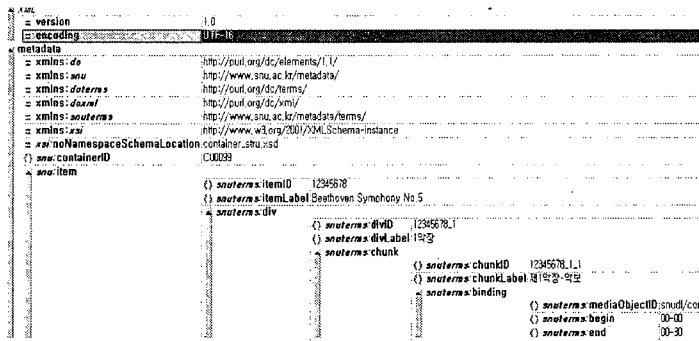 XML
= version 1.0
= encoding UTF-16
metadata
= xmlns:dc http://purl.org/dc/elements/1.1/
= xmlns:snu http://www.snu.ac.kr/metadata/
= xmlns:dcterms http://purl.org/dc/terms/
= xmlns:dcxml http://purl.org/dc/xml/
= xmlns:snuterms http://www.snu.ac.kr/metadata/terms/
= xmlns:xsi http://www.w3.org/2001/XMLSchema-instance
= xsi:noNamespaceSchemaLocation container_stru.xsd
() snu:containerID CU0099
snu:item
() snuterms:itemID 12345678
() snuterms:itemLabel Beethoven Symphony No.5
snuterms:div
() snuterms:divID 12345678_1
() snuterms:divLabel 1악장
snuterms:chunk
() snuterms:chunkID 12345678_1_1
() snuterms:chunkLabel 제1악장-악보
snuterms:binding
() snuterms:mediaObjectID snudl/con
() snuterms:begin 00-00
() snuterms:end 00-30